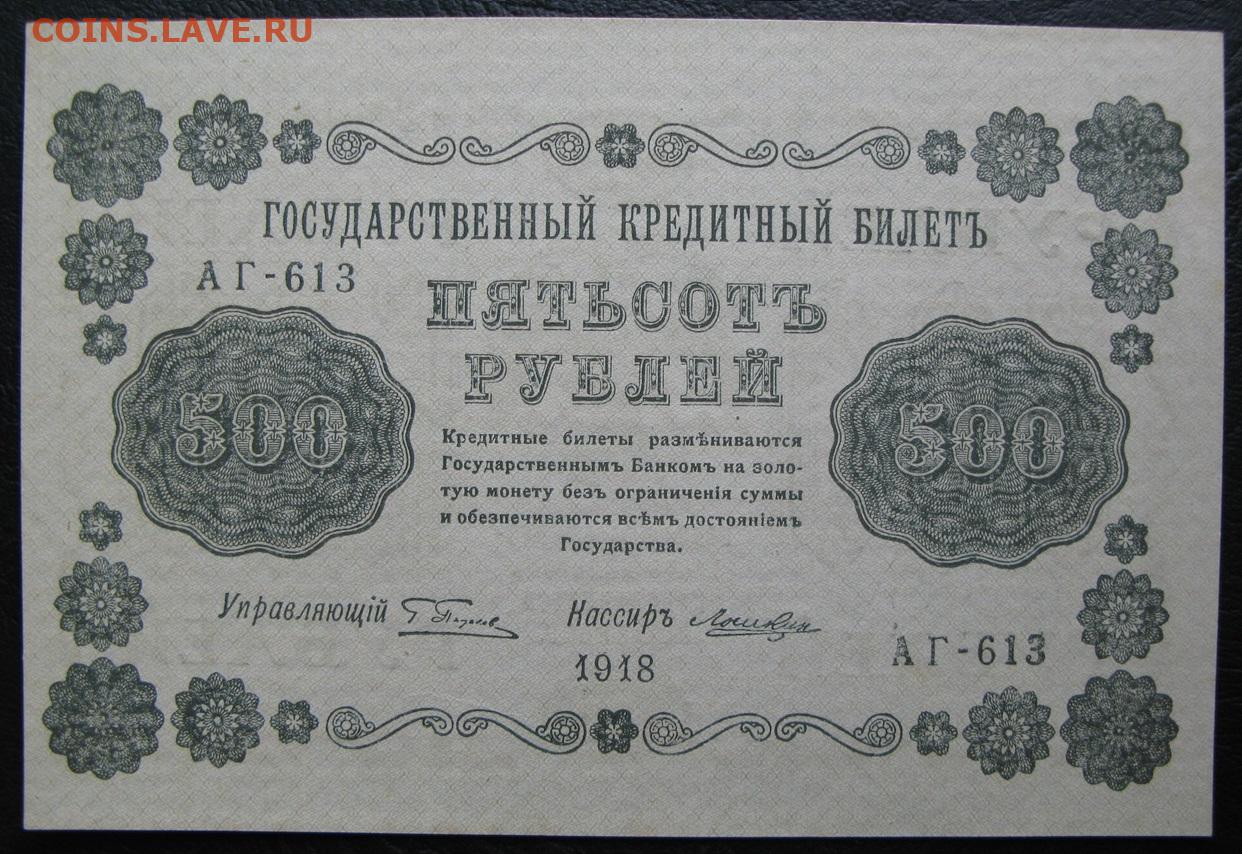 COINS.LAVE.RU
ГОСУДАРСТВЕННЫЙ КРЕДИТНЫЙ БИЛЕТЪ
АГ-613
ПЯТЬСОТЪ
РУБЛЕЙ
500
500
Кредитные билеты размѣниваются
Государственнымъ Банкомъ на золо-
тую монету безъ ограниченія суммы
и обезпечиваются всѣмъ достояніемъ
Государства.
Управляющій
Кассиръ
АГ-613
1918